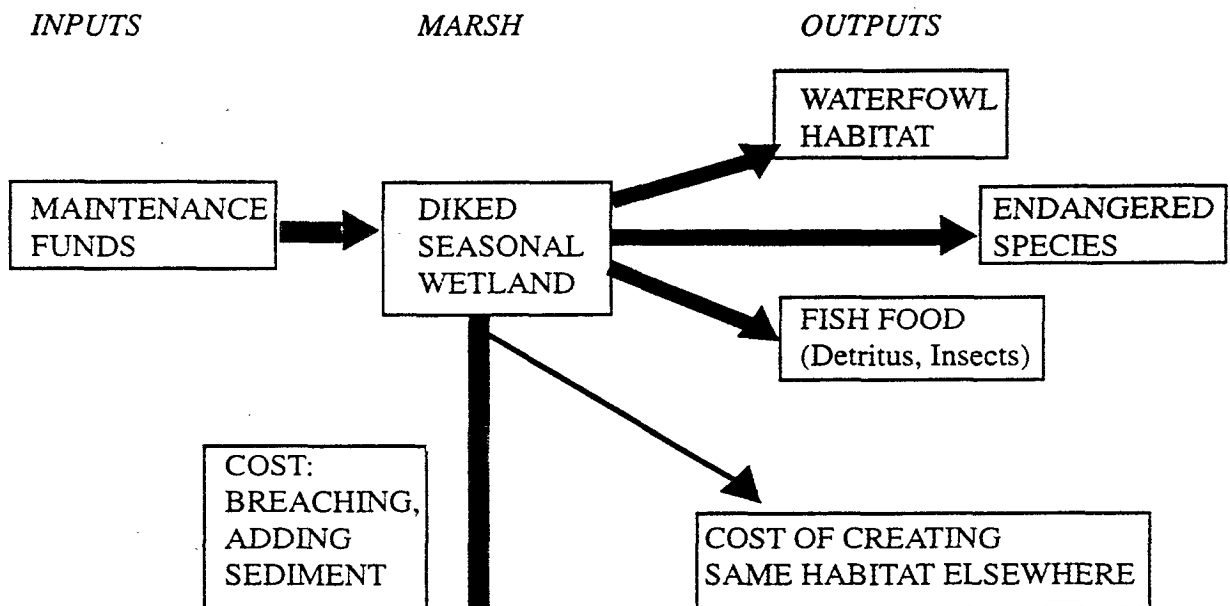 INPUTS
MARSH
OUTPUTS
WATERFOWL
HABITAT
MAINTENANCE
FUNDS
DIKED
SEASONAL
WETLAND
ENDANGERED
SPECIES
FISH FOOD
(Detritus, Insects)
COST:
BREACHING,
ADDING
SEDIMENT
COST OF CREATING
SAME HABITAT ELSEWHERE